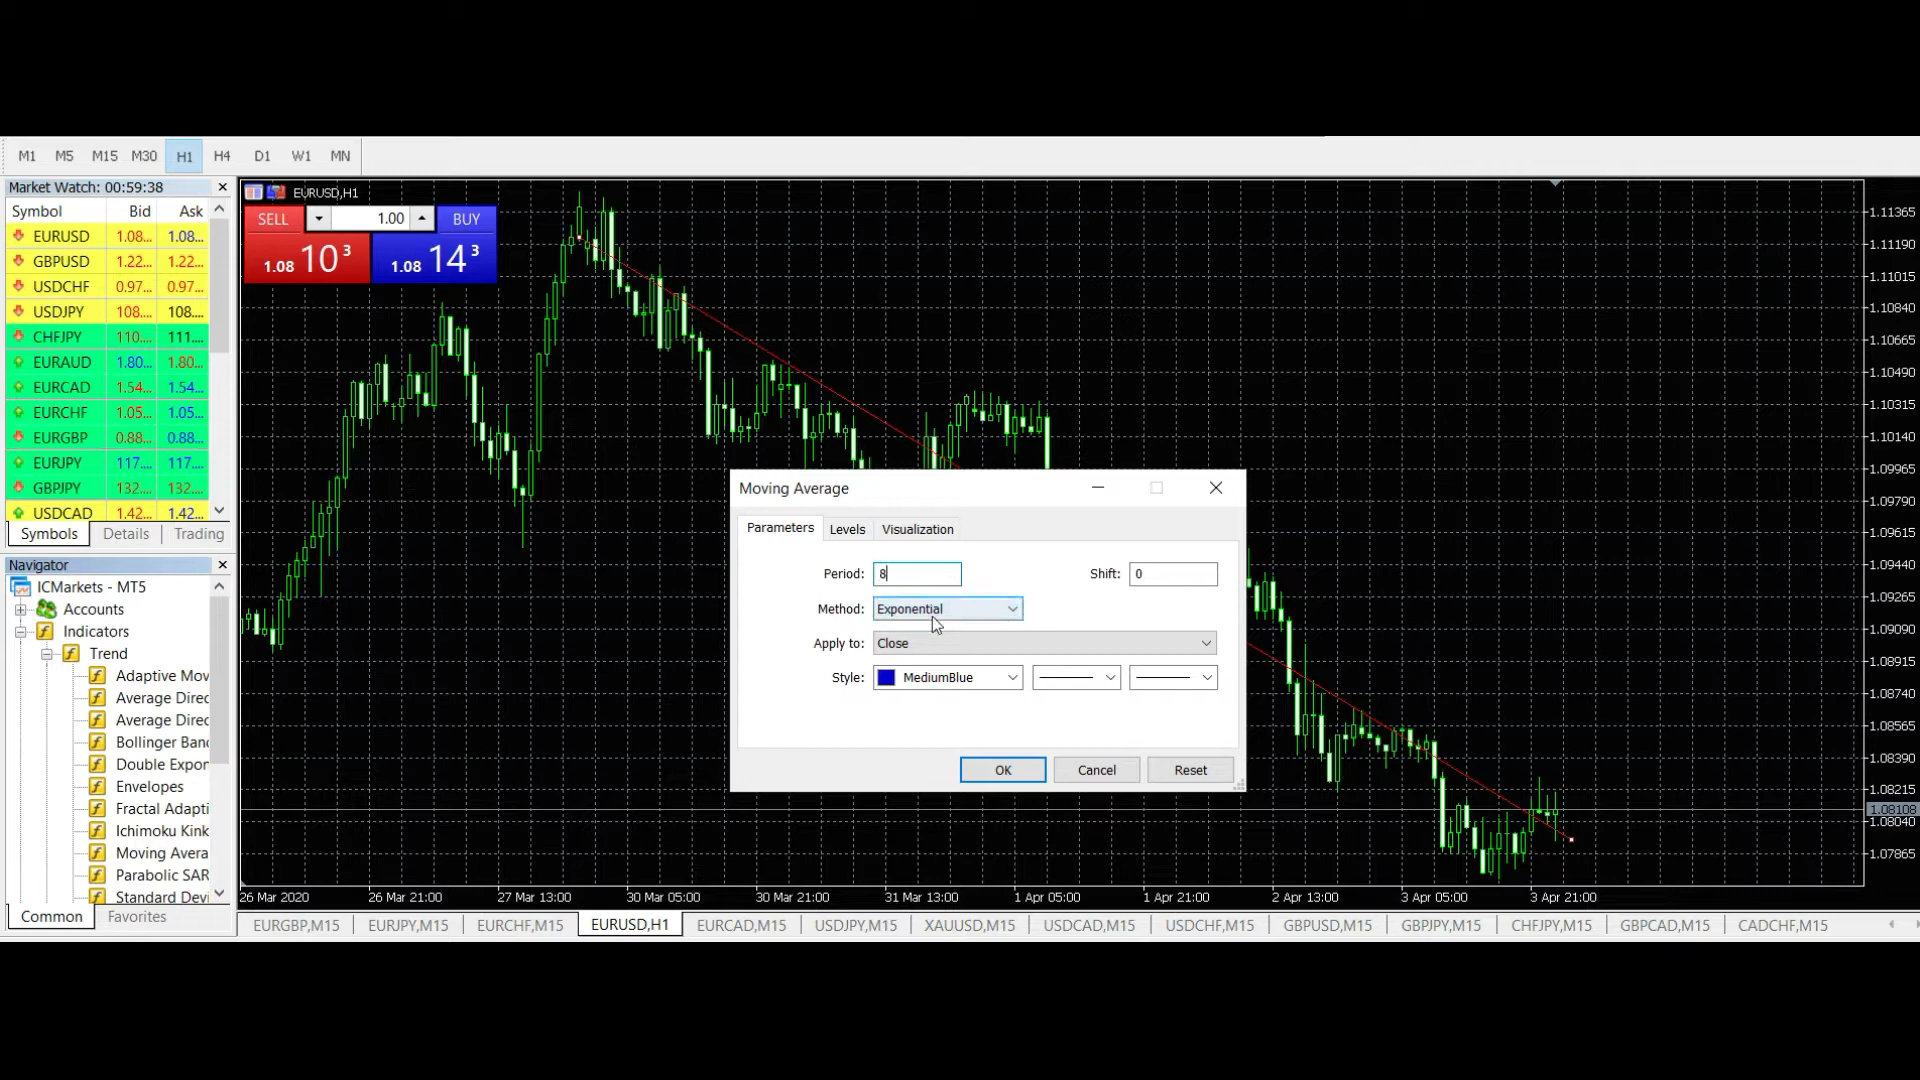 M1 M5 M15 M30 H1 H4 D1 W1 MN
Market Watch: 00:59:38
Symbol Bid Ask
EURUSD 1.08... 1.08...
GBPUSD 1.22... 1.22...
USDCHF 0.97... 0.97...
USDJPY 108.... 108....
CHFJPY 110.... 111....
EURAUD 1.80... 1.80...
EURCAD 1.54... 1.54...
EURCHF 1.05... 1.05...
EURGBP 0.88... 0.88...
EURJPY 117.... 117....
GBPJPY 132.... 132....
USDCAD 1.42... 1.42...
Symbols Details Trading
Navigator
ICMarkets - MT5
Accounts
Indicators
Trend
Adaptive Mov
Average Direc
Average Direc
Bollinger Banc
Double Expor
Envelopes
Fractal Adapti
Ichimoku Kink
Moving Avera
Parabolic SAR
Standard Devi
Common Favorites
EURUSD,H1
SELL 1.00 BUY
1.08 10 3 1.08 14 3
Moving Average
Parameters Levels Visualization
Period: 8 Shift: 0
Method: Exponential
Apply to: Close
Style: MediumBlue
OK Cancel Reset
1.11365
1.11190
1.11015
1.10840
1.10665
1.10490
1.10315
1.10140
1.09965
1.09790
1.09615
1.09440
1.09265
1.09090
1.08915
1.08740
1.08565
1.08390
1.08215
1.08108
1.08040
1.07865
26 Mar 2020 26 Mar 21:00 27 Mar 13:00 30 Mar 05:00 30 Mar 21:00 31 Mar 13:00 1 Apr 05:00 1 Apr 21:00 2 Apr 13:00 3 Apr 05:00 3 Apr 21:00
EURGBP,M15 EURJPY,M15 EURCHF,M15 EURUSD,H1 EURCAD,M15 USDJPY,M15 XAUUSD,M15 USDCAD,M15 USDCHF,M15 GBPUSD,M15 GBPJPY,M15 CHFJPY,M15 GBPCAD,M15 CADCHF,M15